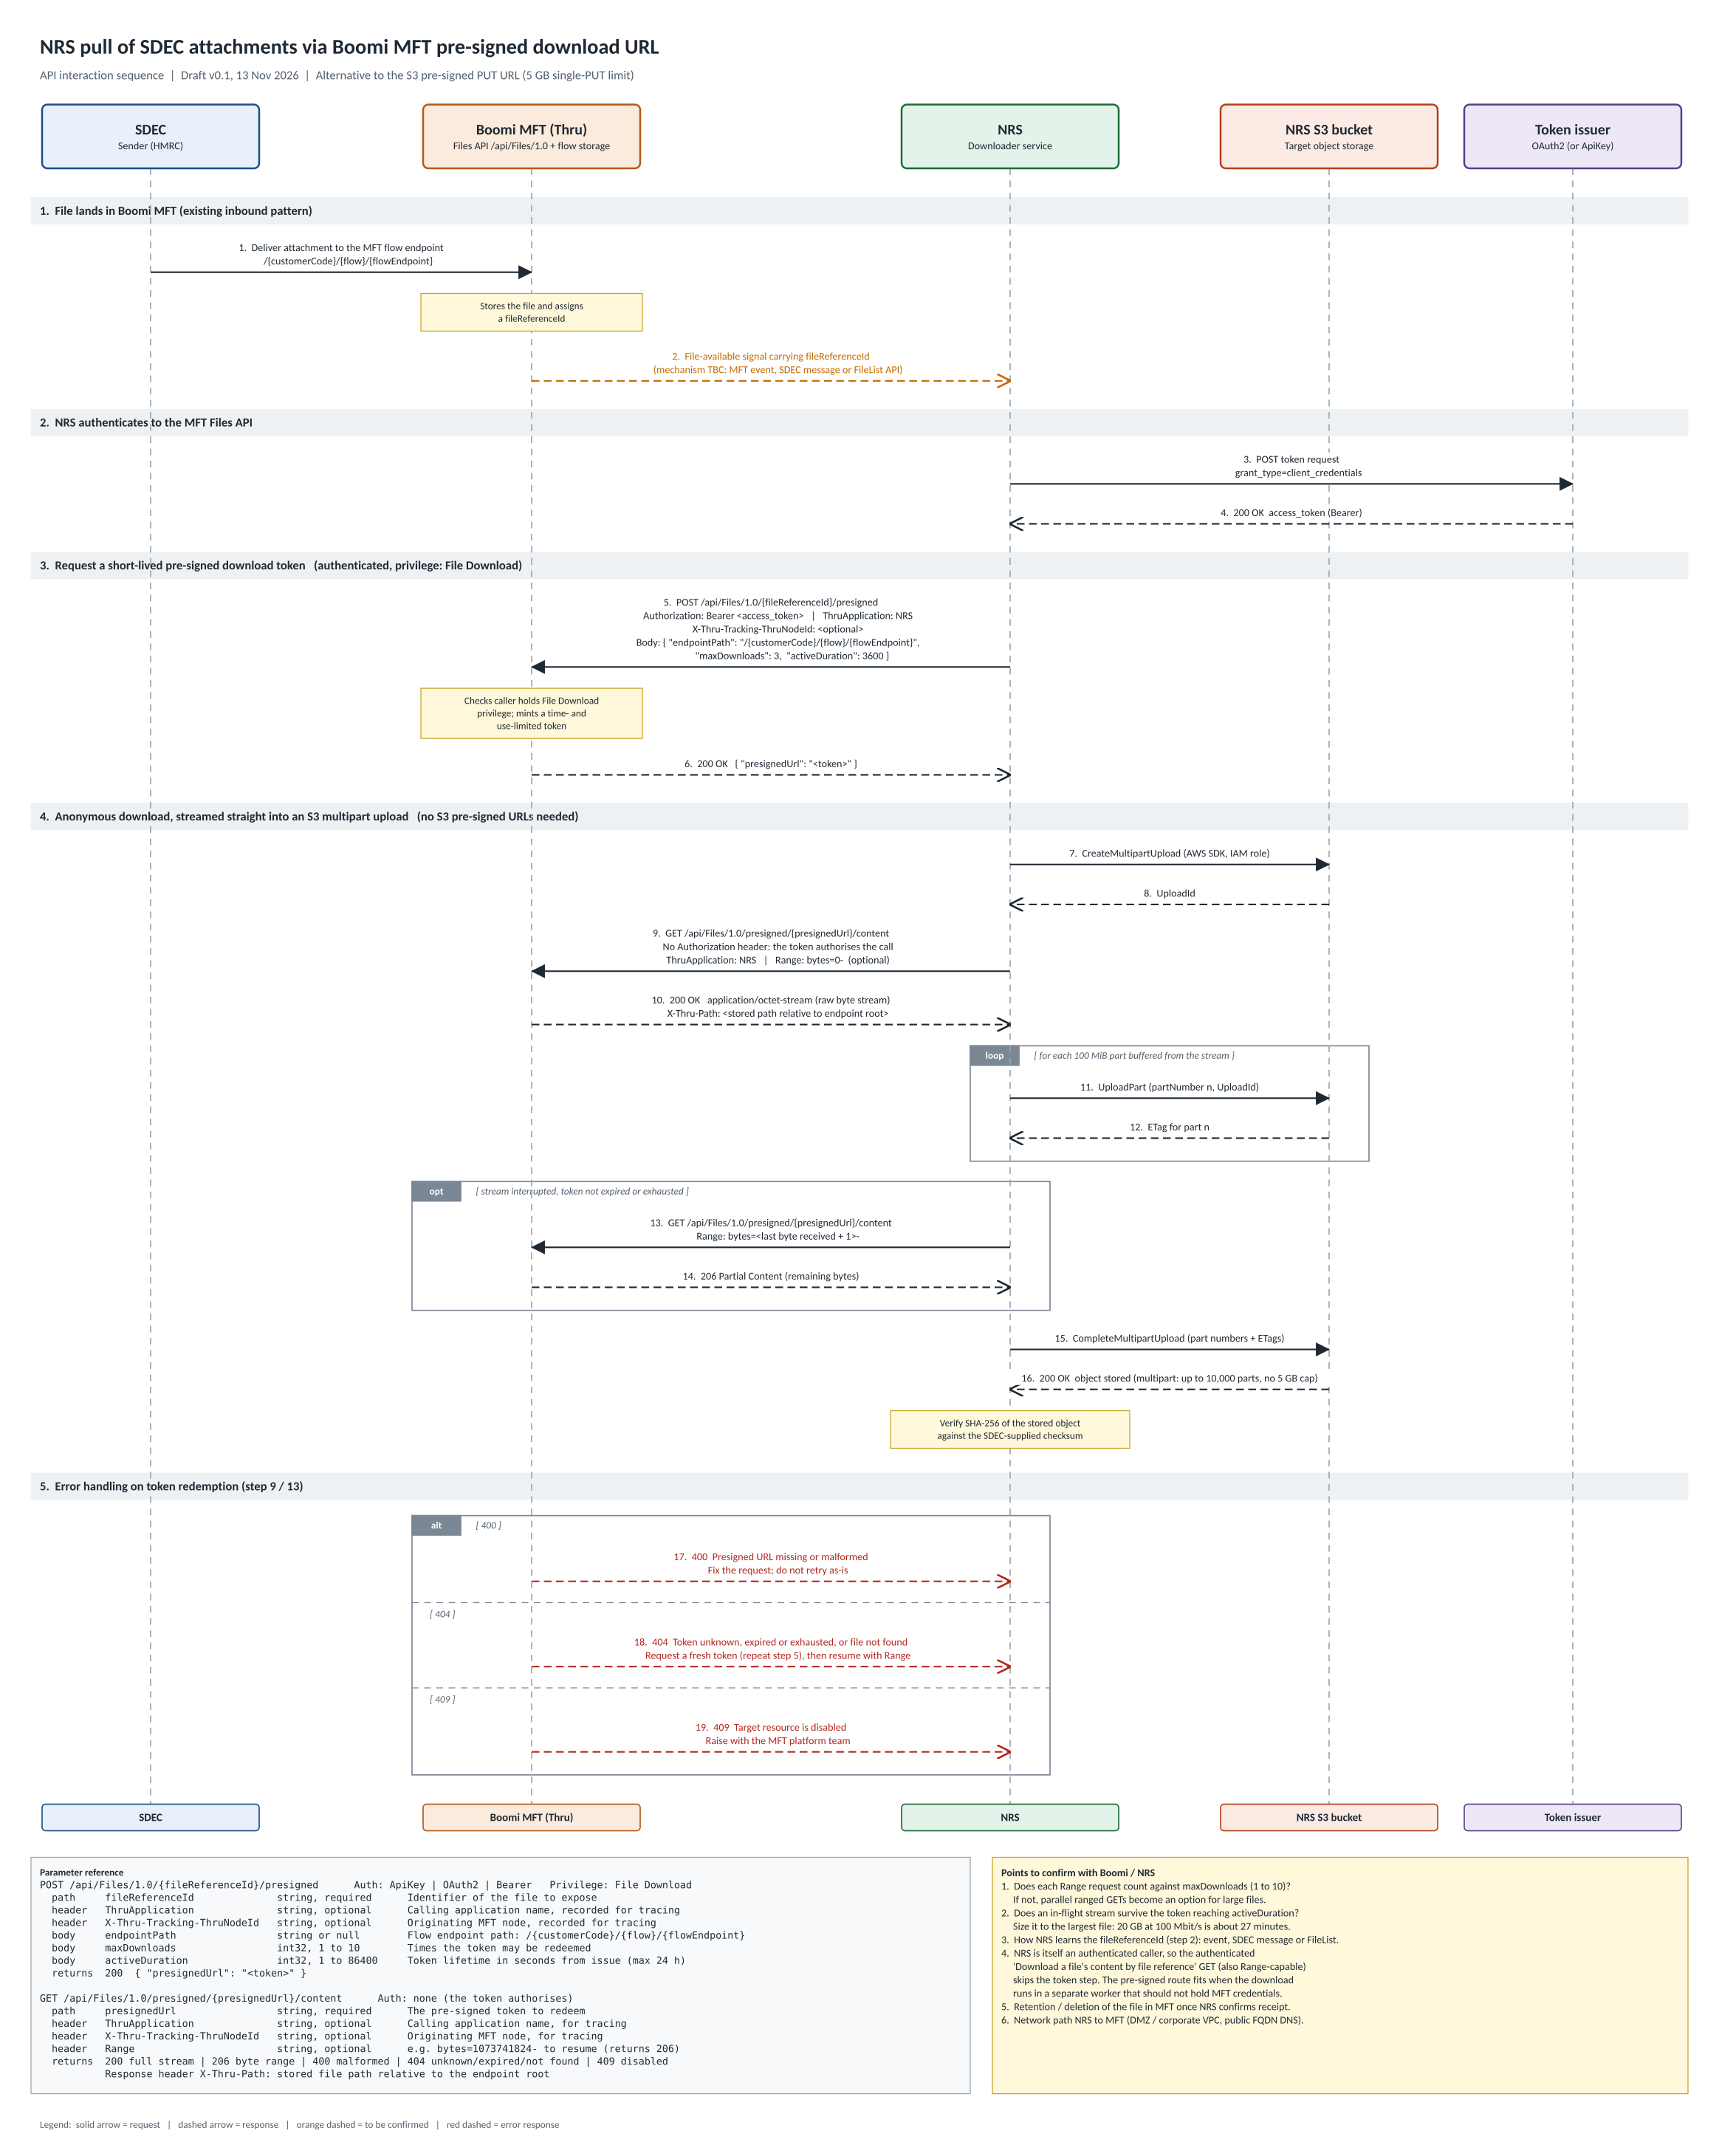 NRS pull of SDEC attachments via Boomi MFT pre-signed download URL
API interaction sequence | Draft v0.1, 13 Nov 2026 | Alternative to the S3 pre-signed PUT URL (5 GB single-PUT limit)
SDEC
Sender (HMRC)
Boomi MFT (Thru)
Files API /api/Files/1.0 + flow storage
NRS
Downloader service
NRS S3 bucket
Target object storage
Token issuer
OAuth2 (or ApiKey)
1. File lands in Boomi MFT (existing inbound pattern)
1. Deliver attachment to the MFT flow endpoint
/{customerCode}/{flow}/{flowEndpoint}
Stores the file and assigns
a fileReferenceId
2. File-available signal carrying fileReferenceId
(mechanism TBC: MFT event, SDEC message or FileList API)
2. NRS authenticates to the MFT Files API
3. POST token request
grant_type=client_credentials
4. 200 OK access_token (Bearer)
3. Request a short-lived pre-signed download token (authenticated, privilege: File Download)
5. POST /api/Files/1.0/{fileReferenceId}/presigned
Authorization: Bearer <access_token> | ThruApplication: NRS
X-Thru-Tracking-ThruNodeId: <optional>
Body: { "endpointPath": "/{customerCode}/{flow}/{flowEndpoint}",
"maxDownloads": 3, "activeDuration": 3600 }
Checks caller holds File Download
privilege; mints a time- and
use-limited token
6. 200 OK { "presignedUrl": "<token>" }
4. Anonymous download, streamed straight into an S3 multipart upload (no S3 pre-signed URLs needed)
7. CreateMultipartUpload (AWS SDK, IAM role)
8. UploadId
9. GET /api/Files/1.0/presigned/{presignedUrl}/content
No Authorization header: the token authorises the call
ThruApplication: NRS | Range: bytes=0- (optional)
10. 200 OK application/octet-stream (raw byte stream)
X-Thru-Path: <stored path relative to endpoint root>
loop [ for each 100 MiB part buffered from the stream ]
11. UploadPart (partNumber n, UploadId)
12. ETag for part n
opt [ stream interrupted, token not expired or exhausted ]
13. GET /api/Files/1.0/presigned/{presignedUrl}/content
Range: bytes=<last byte received + 1>-
14. 206 Partial Content (remaining bytes)
15. CompleteMultipartUpload (part numbers + ETags)
16. 200 OK object stored (multipart: up to 10,000 parts, no 5 GB cap)
Verify SHA-256 of the stored object
against the SDEC-supplied checksum
5. Error handling on token redemption (step 9 / 13)
alt [ 400 ]
17. 400 Presigned URL missing or malformed
Fix the request; do not retry as-is
[ 404 ]
18. 404 Token unknown, expired or exhausted, or file not found
Request a fresh token (repeat step 5), then resume with Range
[ 409 ]
19. 409 Target resource is disabled
Raise with the MFT platform team
SDEC
Boomi MFT (Thru)
NRS
NRS S3 bucket
Token issuer
Parameter reference
POST /api/Files/1.0/{fileReferenceId}/presigned Auth: ApiKey | OAuth2 | Bearer Privilege: File Download
path fileReferenceId string, required Identifier of the file to expose
header ThruApplication string, optional Calling application name, recorded for tracing
header X-Thru-Tracking-ThruNodeId string, optional Originating MFT node, recorded for tracing
body endpointPath string or null Flow endpoint path: /{customerCode}/{flow}/{flowEndpoint}
body maxDownloads int32, 1 to 10 Times the token may be redeemed
body activeDuration int32, 1 to 86400 Token lifetime in seconds from issue (max 24 h)
returns 200 { "presignedUrl": "<token>" }
GET /api/Files/1.0/presigned/{presignedUrl}/content Auth: none (the token authorises)
path presignedUrl string, required The pre-signed token to redeem
header ThruApplication string, optional Calling application name, for tracing
header X-Thru-Tracking-ThruNodeId string, optional Originating MFT node, for tracing
header Range string, optional e.g. bytes=1073741824- to resume (returns 206)
returns 200 full stream | 206 byte range | 400 malformed | 404 unknown/expired/not found | 409 disabled
Response header X-Thru-Path: stored file path relative to the endpoint root
Points to confirm with Boomi / NRS
1. Does each Range request count against maxDownloads (1 to 10)?
If not, parallel ranged GETs become an option for large files.
2. Does an in-flight stream survive the token reaching activeDuration?
Size it to the largest file: 20 GB at 100 Mbit/s is about 27 minutes.
3. How NRS learns the fileReferenceId (step 2): event, SDEC message or FileList.
4. NRS is itself an authenticated caller, so the authenticated
'Download a file's content by file reference' GET (also Range-capable)
skips the token step. The pre-signed route fits when the download
runs in a separate worker that should not hold MFT credentials.
5. Retention / deletion of the file in MFT once NRS confirms receipt.
6. Network path NRS to MFT (DMZ / corporate VPC, public FQDN DNS).
Legend: solid arrow = request | dashed arrow = response | orange dashed = to be confirmed | red dashed = error response